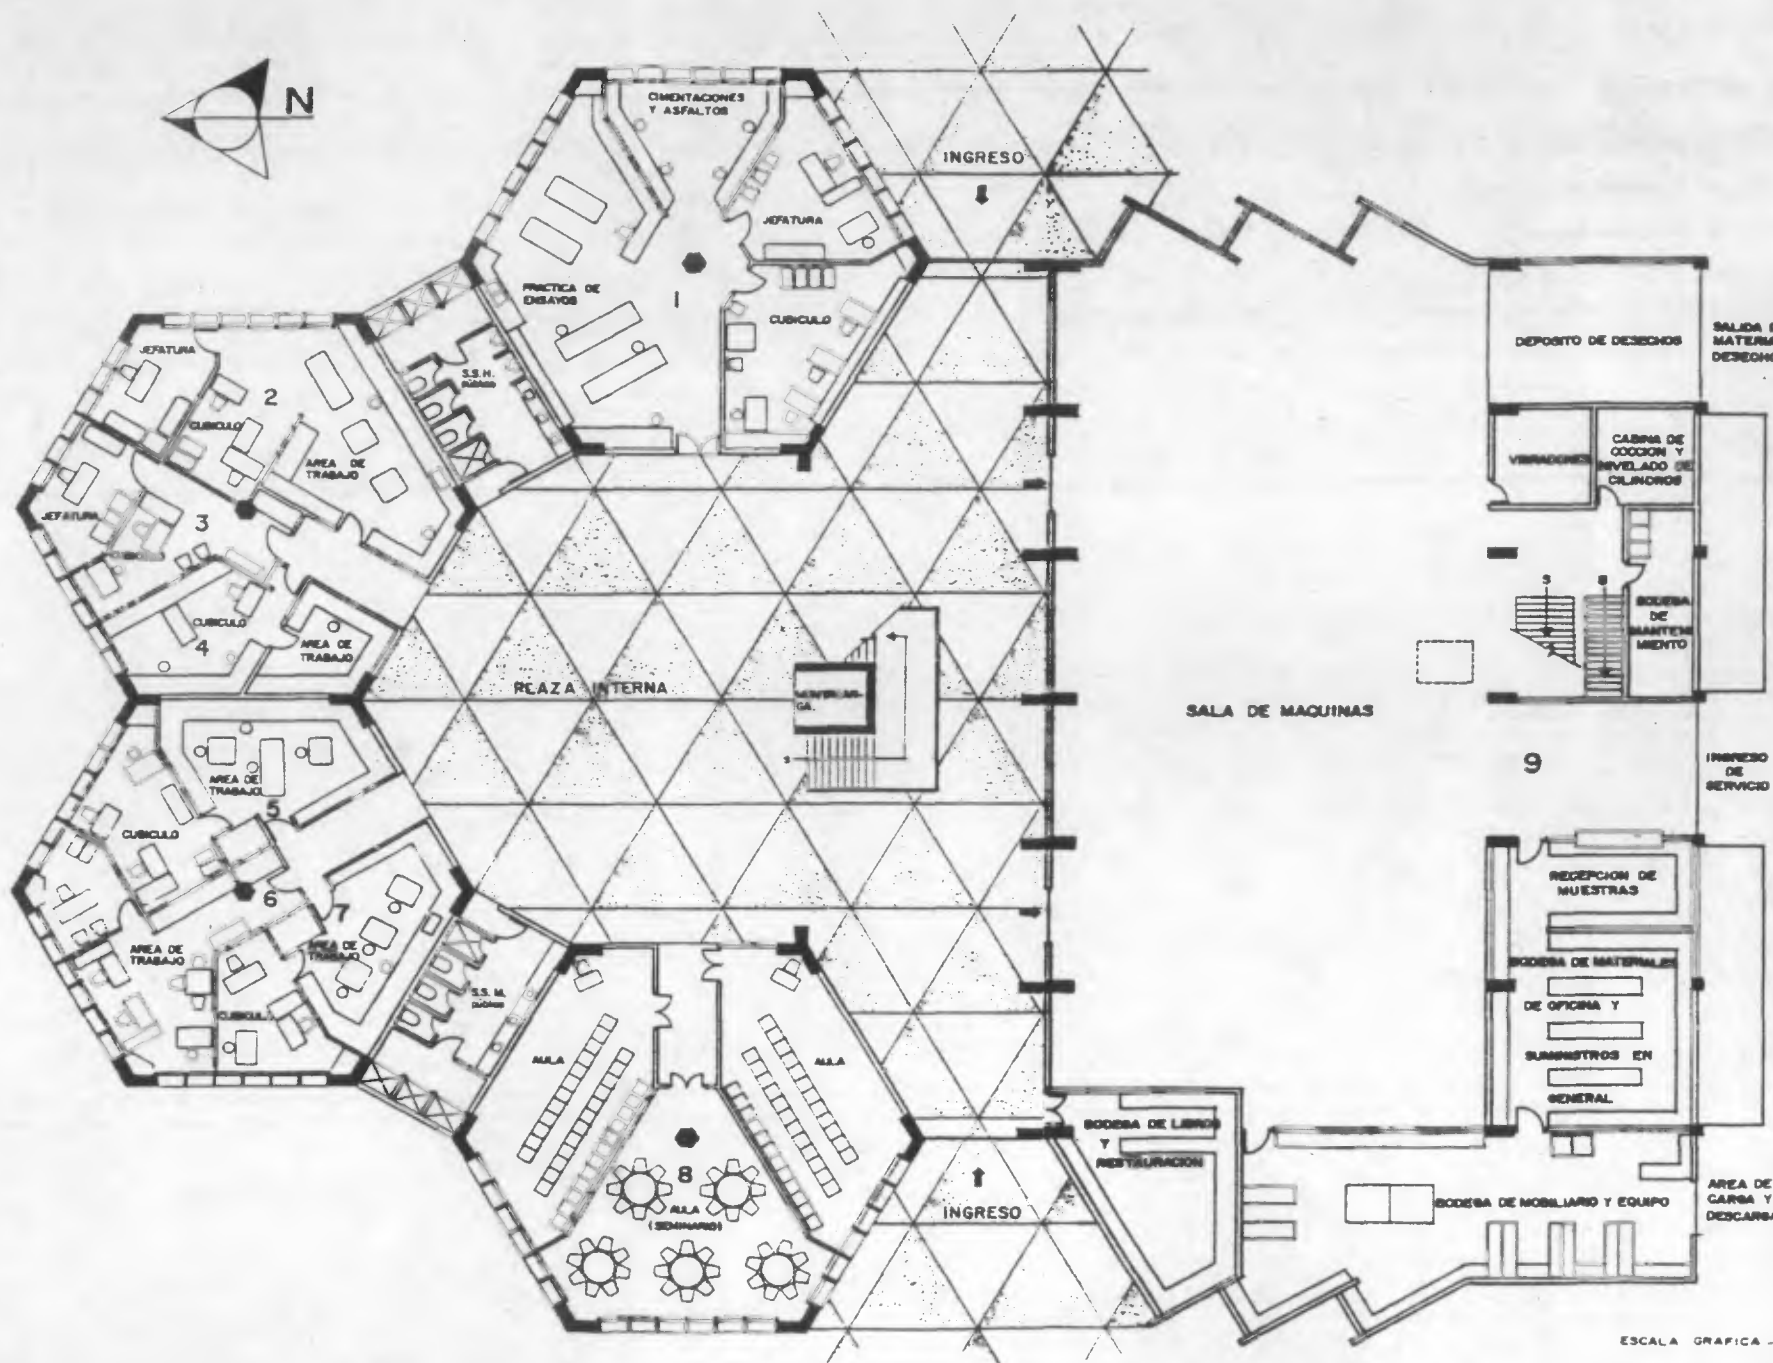 N
CIMENTACIONES
Y ASFALTOS
INGRESO
JEFATURA
PRACTICA DE
ENSAYOS
1
CUBICULO
JEFATURA
2
CUBICULO
S.S.H.
público
AREA DE
TRABAJO
JEFATURA
3
CUBICULO
4
AREA DE
TRABAJO
PLAZA INTERNA
S
SALA DE MAQUINAS
DEPOSITO DE DESECHOS
VIBRADORES
CABINA DE
COCCION Y
NIVELADO DE
CILINDROS
S
BODEGA
DE
MANTENI
MIENTO
9
INGRESO
DE
SERVICIO
AREA DE
TRABAJO
5
CUBICULO
6
7
AREA DE
TRABAJO
AREA DE
TRABAJO
CUBICULO
S.S. M.
público
AULA
AULA
8
AULA
(SEMINARIO)
INGRESO
RECEPCION DE
MUESTRAS
BODEGA DE MATERIALES
DE OFICINA Y
SUMINISTROS EN
GENERAL
BODEGA DE LIBROS
Y
RESTAURACION
BODEGA DE MOBILIARIO Y EQUIPO
AREA DE
CARGA Y
DESCARGA
ESCALA GRAFICA